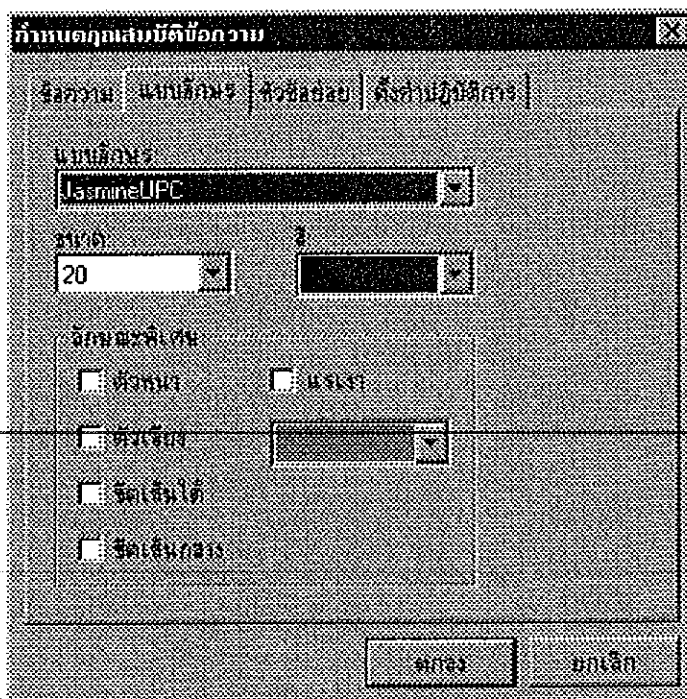 กำหนดคุณสมบัติข้อความ
ข้อความ แบบอักษร หัวข้อย่อย ตั้งค่าปฏิบัติการ
แบบอักษร
JasmineUPC
ขนาด สี
20
ลักษณะพิเศษ
ตัวหนา แรเงา
ตัวเอียง
ขีดเส้นใต้
ขีดเส้นกลาง
ตกลง ยกเลิก